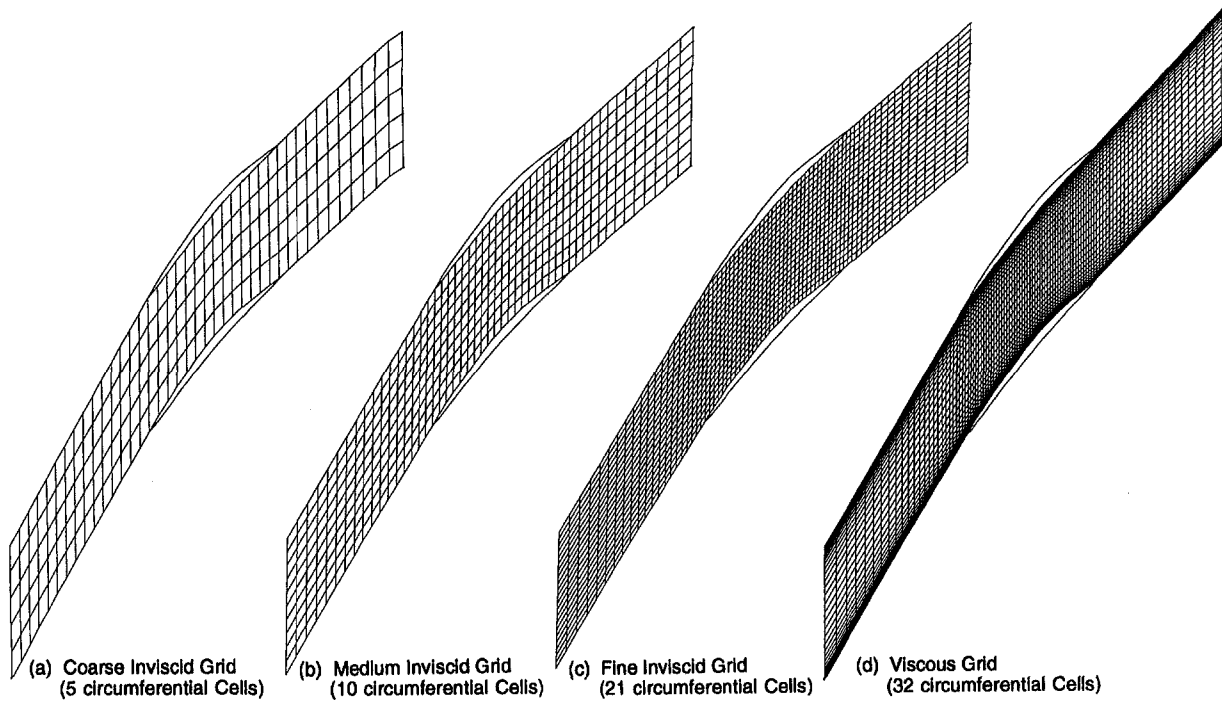 (a) Coarse Inviscid Grid
(5 circumferential Cells)
(b) Medium Inviscid Grid
(10 circumferential Cells)
(c) Fine Inviscid Grid
(21 circumferential Cells)
(d) Viscous Grid
(32 circumferential Cells)